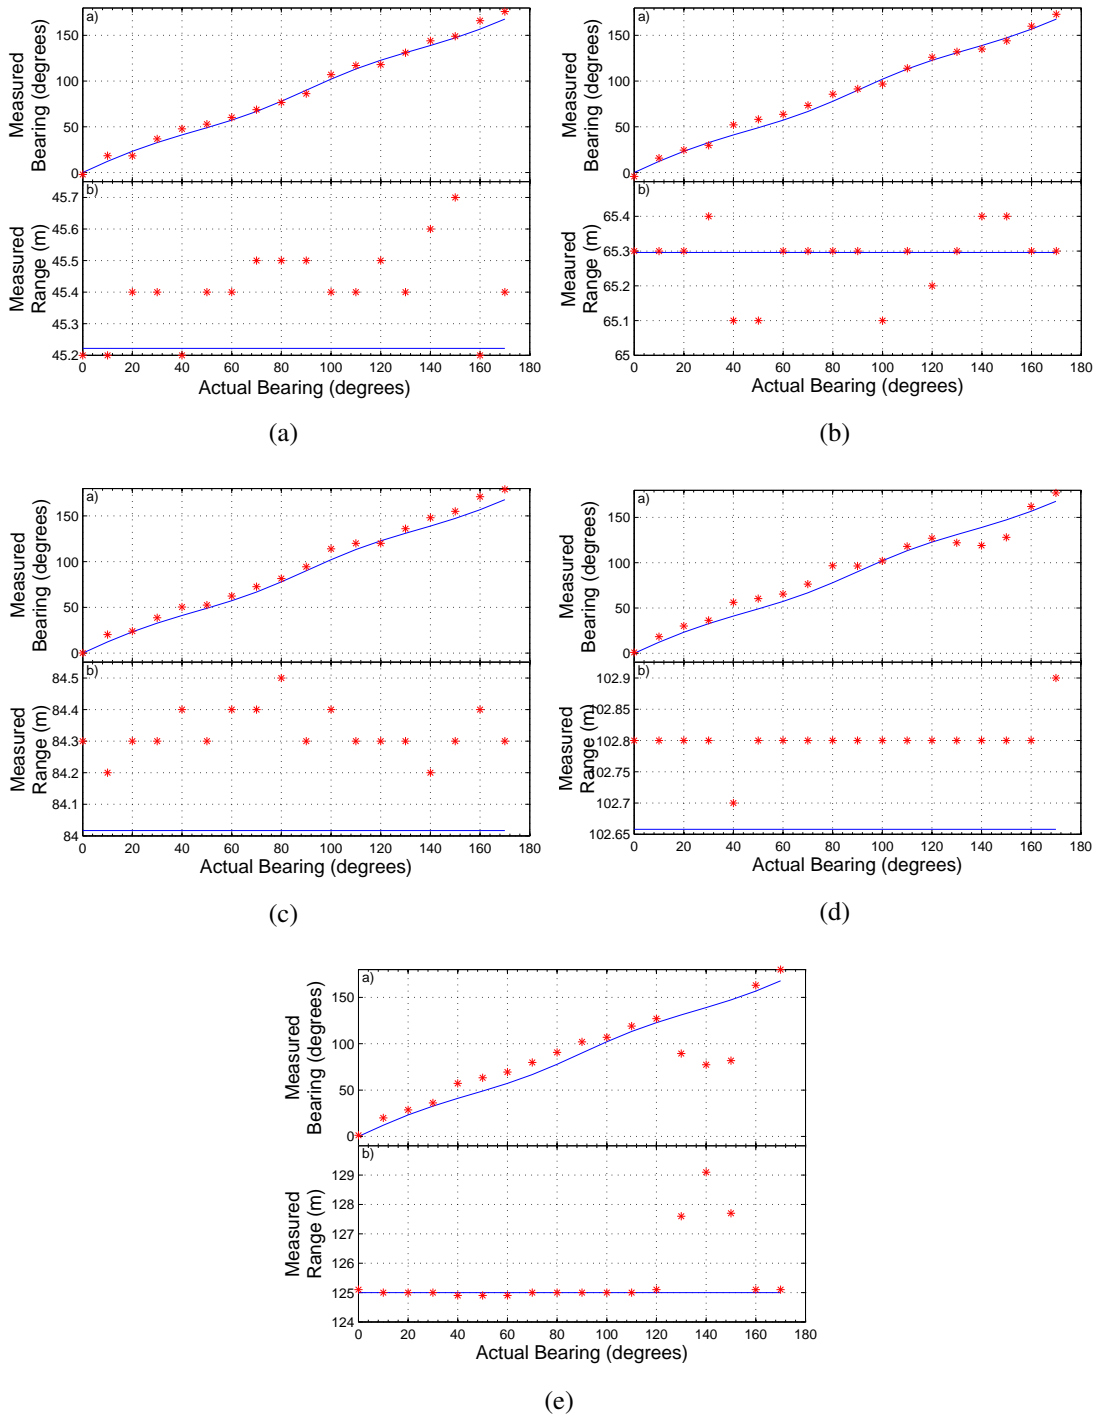 a)
150
100
50
0
Measured
Bearing (degrees)
b)
45.7
45.6
45.5
45.4
45.3
45.2
Measured
Range (m)
0 20 40 60 80 100 120 140 160 180
Actual Bearing (degrees)
(a)
a)
150
100
50
0
Measured
Bearing (degrees)
b)
65.4
65.3
65.2
65.1
65
Meaured
Range (m)
0 20 40 60 80 100 120 140 160 180
Actual Bearing (degrees)
(b)
a)
150
100
50
0
Measured
Bearing (degrees)
b)
84.5
84.4
84.3
84.2
84.1
84
Measured
Range (m)
0 20 40 60 80 100 120 140 160 180
Actual Bearing (degrees)
(c)
a)
150
100
50
0
Measured
Bearing (degrees)
b)
102.9
102.85
102.8
102.75
102.7
102.65
Measured
Range (m)
0 20 40 60 80 100 120 140 160 180
Actual Bearing (degrees)
(d)
a)
150
100
50
0
Measured
Bearing (degrees)
b)
129
128
127
126
125
124
Measured
Range (m)
0 20 40 60 80 100 120 140 160 180
Actual Bearing (degrees)
(e)